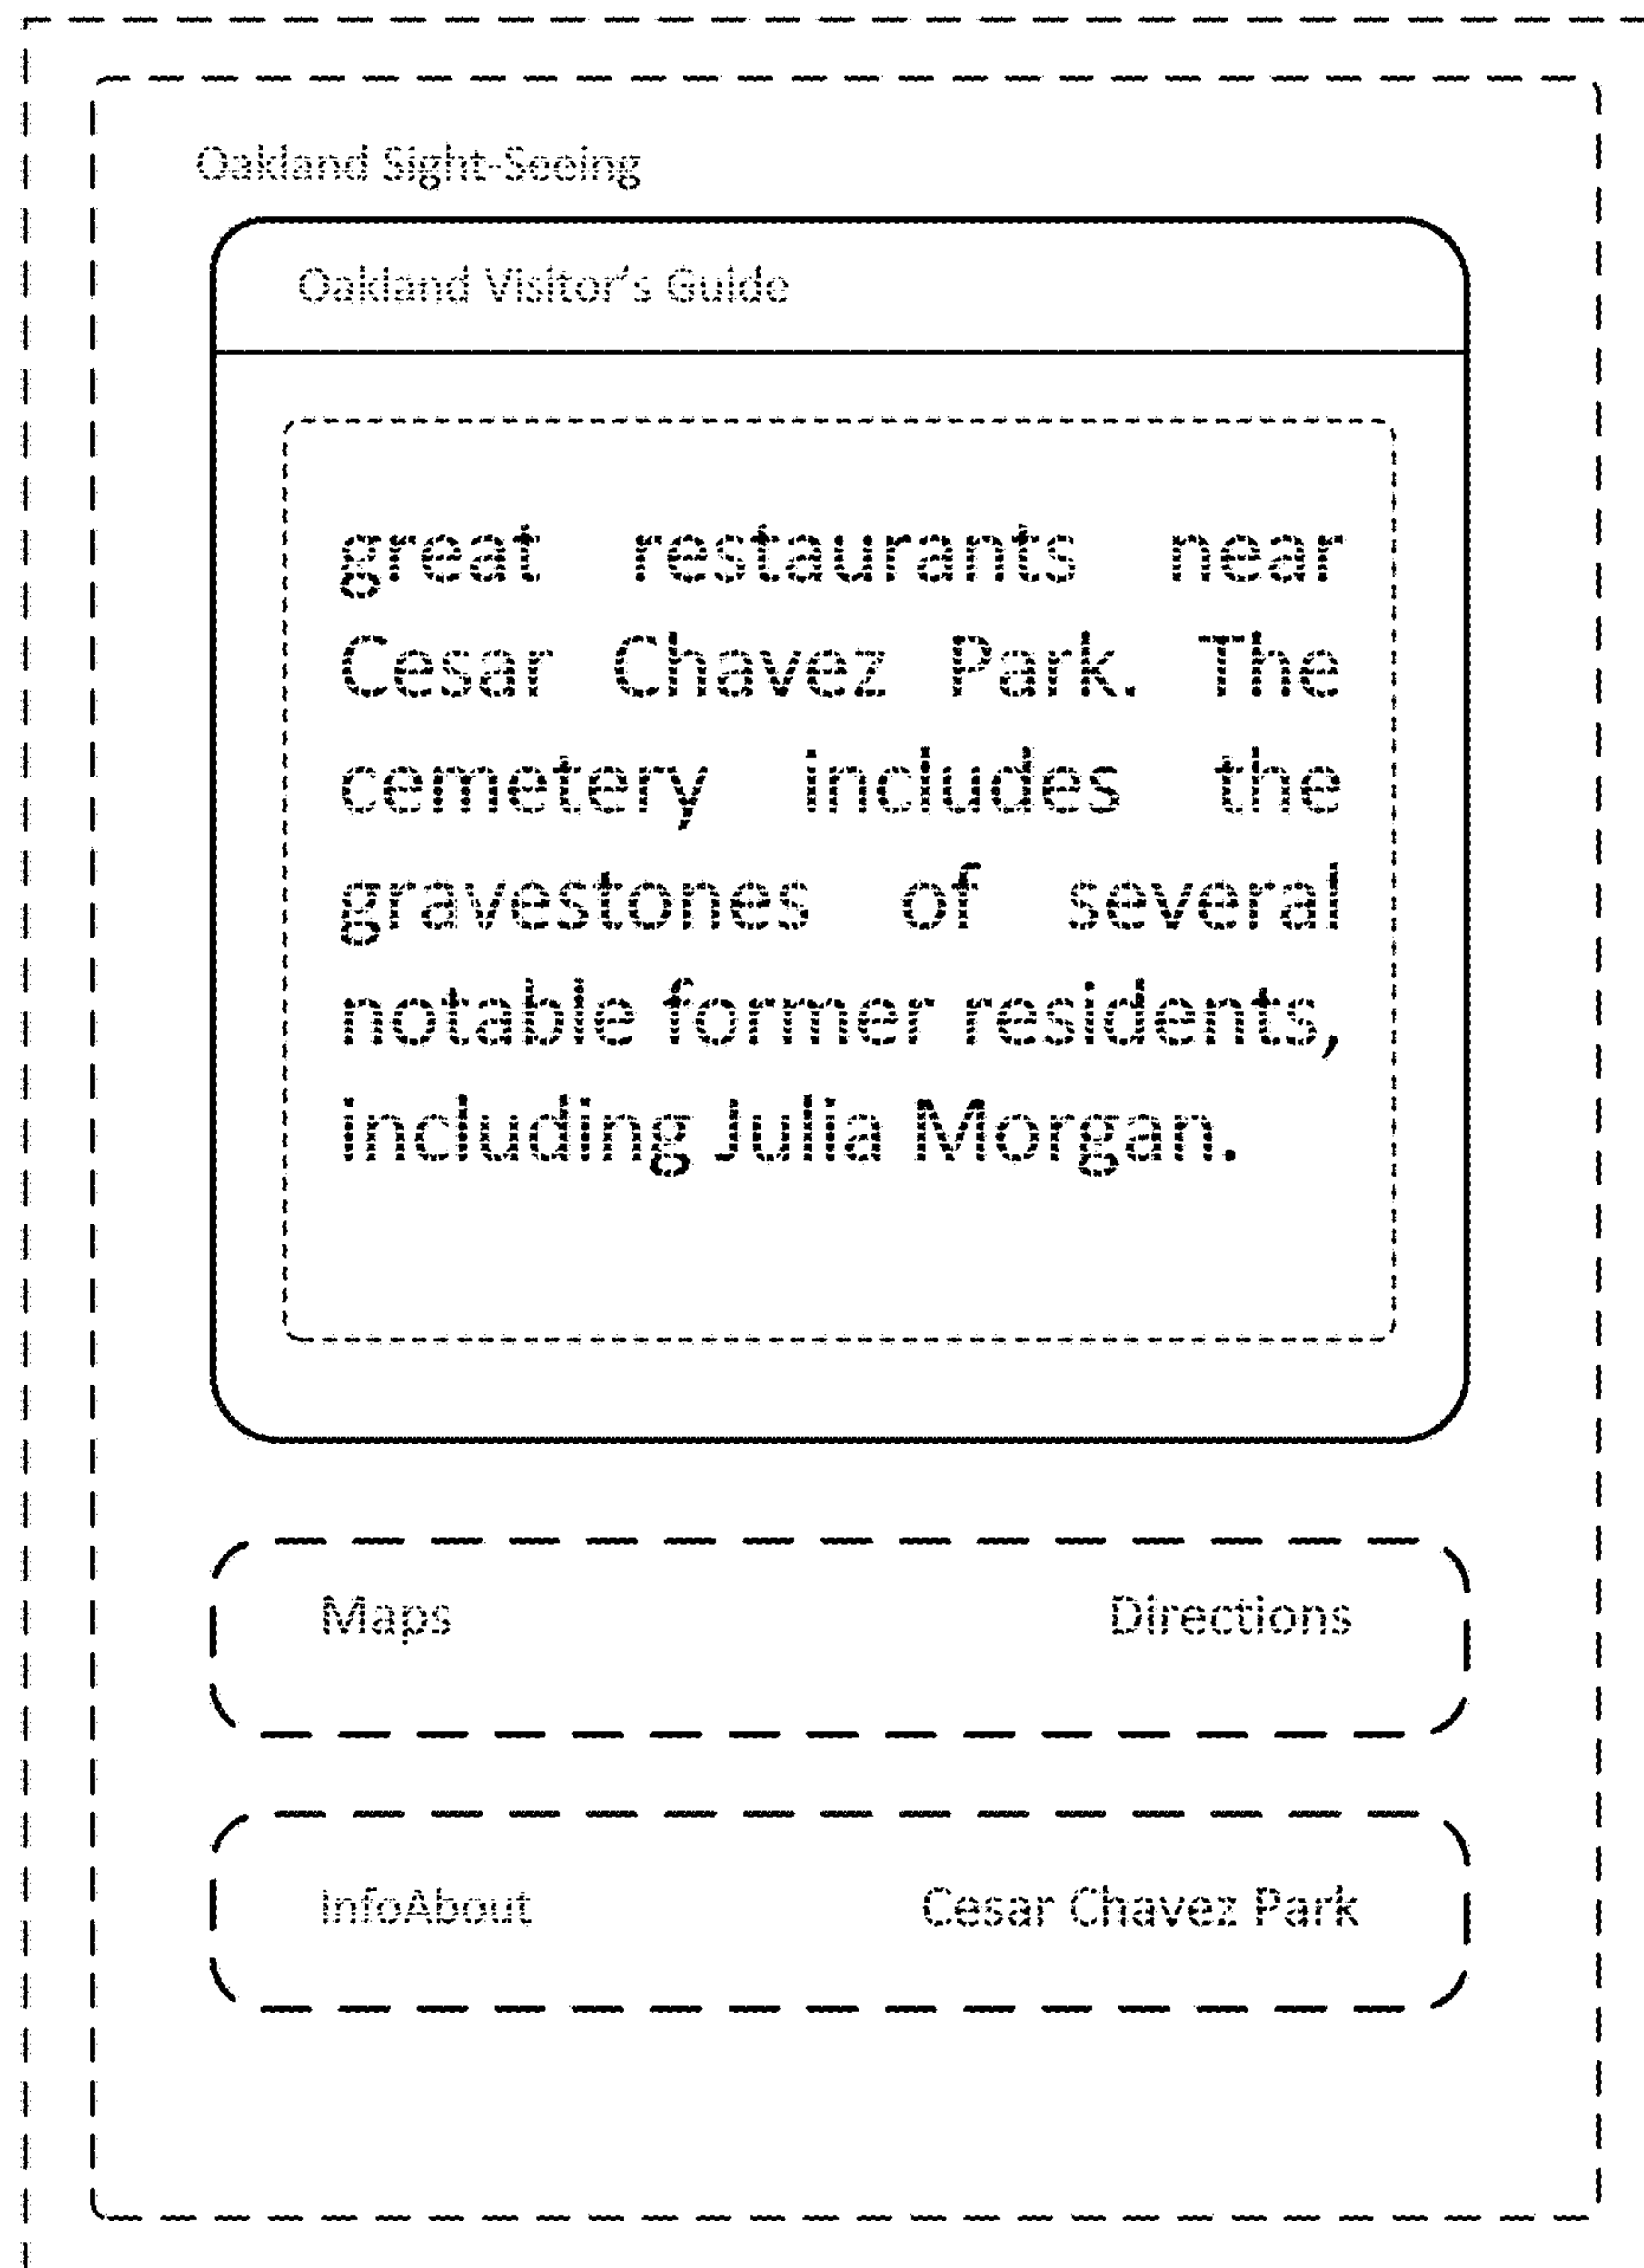 Oakland Sight-Seeing
Oakland Visitor's Guide
great restaurants near
Cesar Chavez Park. The
cemetery includes the
gravestones of several
notable former residents,
including Julia Morgan.
Maps Directions
InfoAbout Cesar Chavez Park